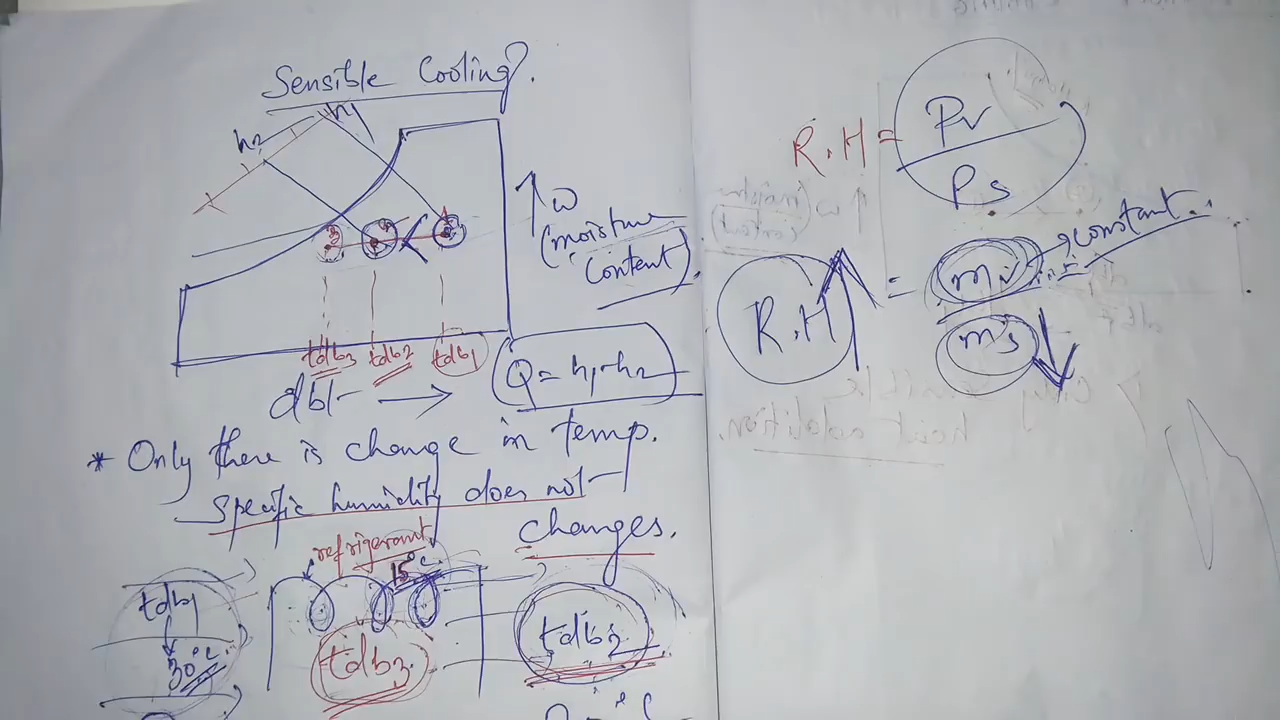 Sensible Cooling?
h2 h1
3 2 1
↑ w
(moisture
content)
tdb3 tdb2 tdb1
dbt →
Q = h1-h2
* Only there is change in temp.
specific humidity does not
changes.
refrigerant
15°C
tdb1
30°C
tdb3
tdb2
R.H = Pv
Ps
R.H ↑ = mv constant..
ms ↓